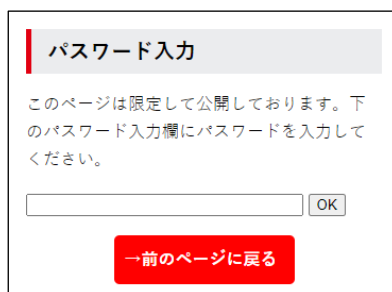 パスワード入力
このページは限定して公開しております。下
のパスワード入力欄にパスワードを入力して
ください。
OK
→前のページに戻る